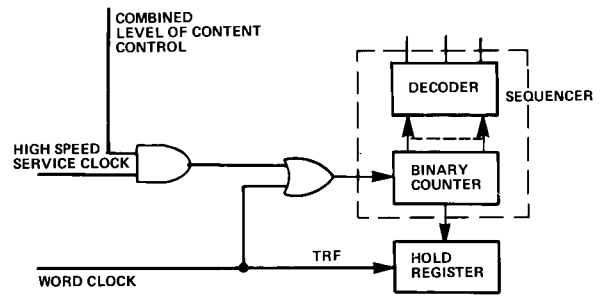 COMBINED
LEVEL OF CONTENT
CONTROL
DECODER
SEQUENCER
HIGH SPEED
SERVICE CLOCK
BINARY
COUNTER
TRF
HOLD
REGISTER
WORD CLOCK